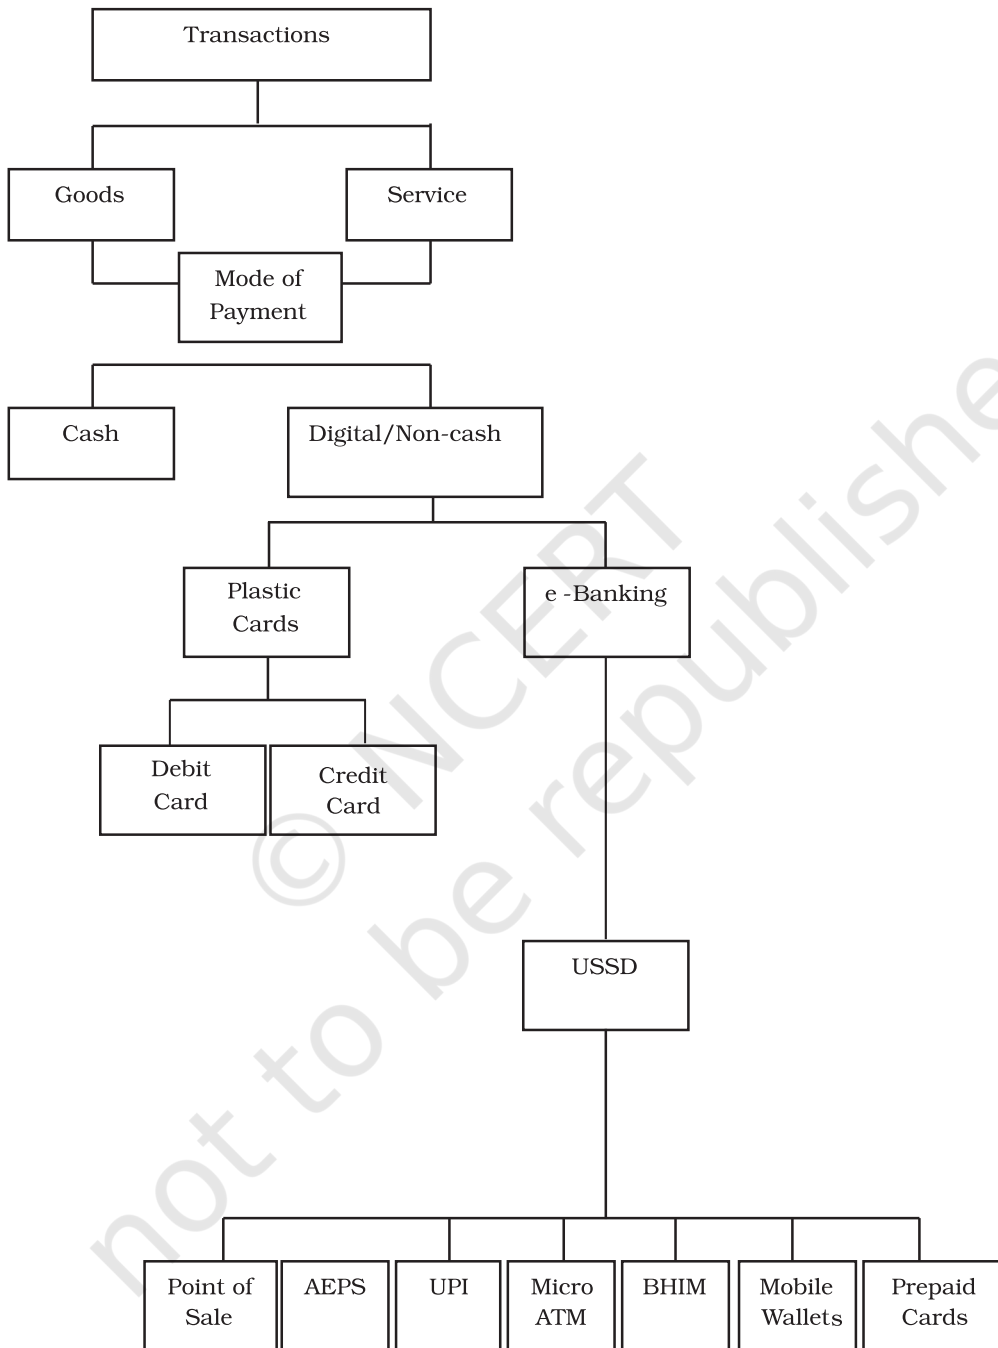 Transactions
Goods
Service
Mode of
Payment
Cash
Digital/Non-cash
Plastic
Cards
e -Banking
Debit
Card
Credit
Card
USSD
Point of
Sale
AEPS
UPI
Micro
ATM
BHIM
Mobile
Wallets
Prepaid
Cards
© NCERT
not to be republishe